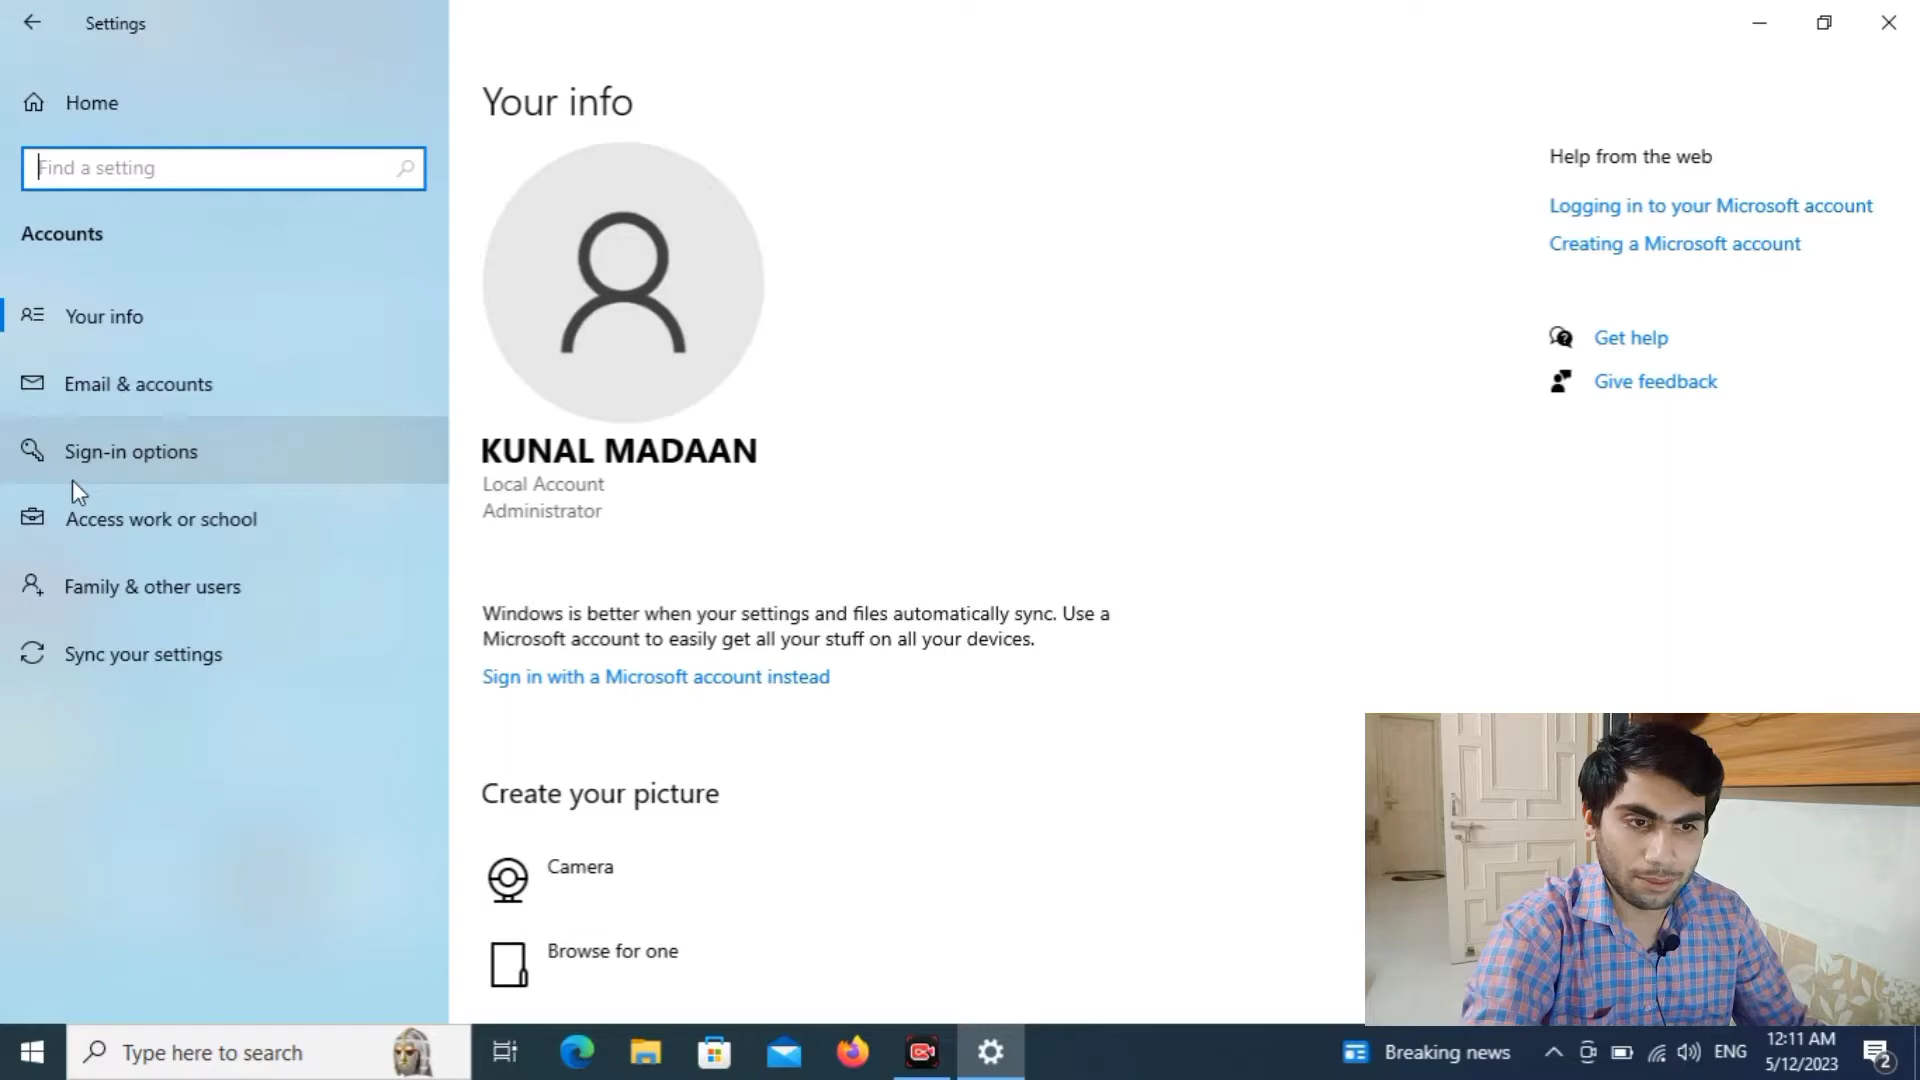 Settings
Home
Find a setting
Accounts
Your info
Email & accounts
Sign-in options
Access work or school
Family & other users
Sync your settings
Your info
KUNAL MADAAN
Local Account
Administrator
Windows is better when your settings and files automatically sync. Use a
Microsoft account to easily get all your stuff on all your devices.
Sign in with a Microsoft account instead
Create your picture
Camera
Browse for one
Help from the web
Logging in to your Microsoft account
Creating a Microsoft account
Get help
Give feedback
Type here to search
Breaking news
ENG
12:11 AM
5/12/2023
2